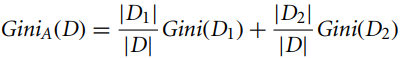 Gini_A(D) = |D_1|/|D| Gini(D_1) + |D_2|/|D| Gini(D_2)